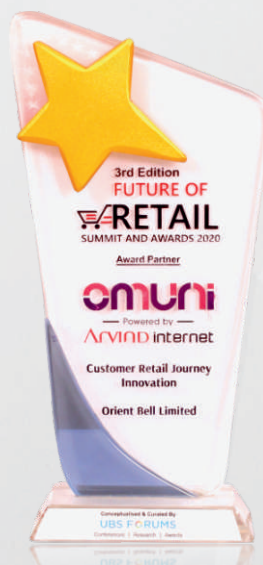 3rd Edition
FUTURE OF
RETAIL
SUMMIT AND AWARDS 2020
Award Partner
omuni
Powered by
ARVIND internet
Customer Retail Journey
Innovation
Orient Bell Limited
Conceptualised & Curated By
UBS FORUMS
Conferences | Research | Awards